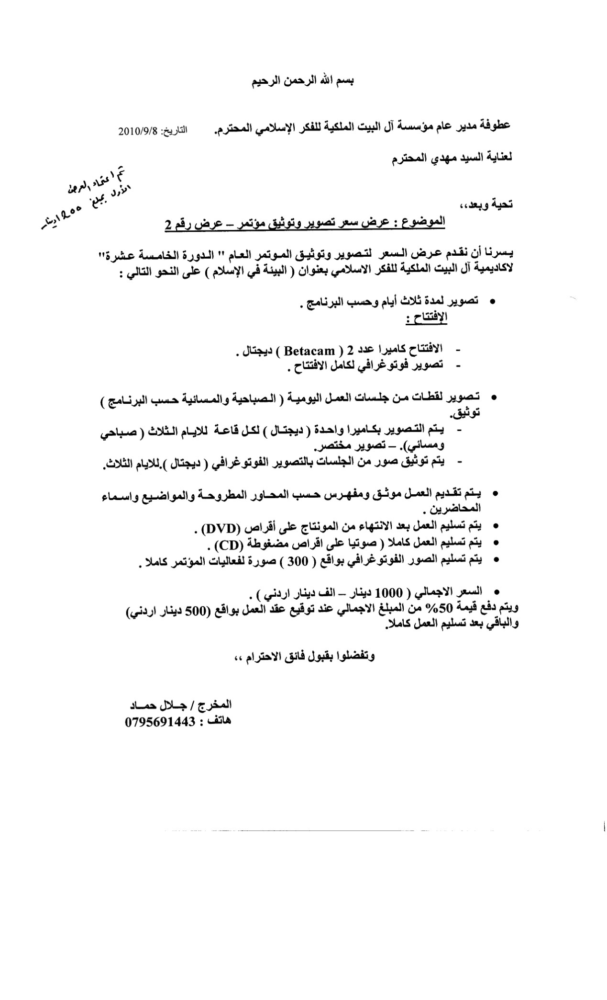 بسم الله الرحمن الرحيم
عطوفة مدير عام مؤسسة آل البيت الملكية للفكر الإسلامي المحترم. التاريخ: 2010/9/8
لعناية السيد مهدي المحترم
تم اعتماد العرض
الأول بمبلغ
تحية وبعد،،
الموضوع : عرض سعر تصوير وتوثيق مؤتمر – عرض رقم 2
يسرنا أن نقدم عرض السعر لتصوير وتوثيق الموتمر العام " الدورة الخامسة عشرة"
لاكاديمية آل البيت الملكية للفكر الاسلامي بعنوان ( البيئة في الإسلام ) على النحو التالي :
• تصوير لمدة ثلاث أيام وحسب البرنامج .
الإفتتاح :
- الافتتاح كاميرا عدد 2 ( Betacam ) ديجتال .
- تصوير فوتوغرافي لكامل الافتتاح .
• تصوير لقطات من جلسات العمل اليومية ( الصباحية والمسائية حسب البرنامج )
توثيق.
- يتم التصوير بكاميرا واحدة ( ديجتال ) لكل قاعة للايام الثلاث ( صباحي
ومسائي). – تصوير مختصر.
- يتم توثيق صور من الجلسات بالتصوير الفوتوغرافي ( ديجتال ).للايام الثلاث.
• يتم تقديم العمل موثق ومفهرس حسب المحاور المطروحة والمواضيع واسماء
المحاضرين .
• يتم تسليم العمل بعد الانتهاء من المونتاج على أقراص (DVD) .
• يتم تسليم العمل كاملا ( صوتيا على اقراص مضغوطة (CD) .
• يتم تسليم الصور الفوتوغرافي بواقع ( 300 ) صورة لفعاليات المؤتمر كاملا .
• السعر الاجمالي ( 1000 دينار – الف دينار اردني ) .
ويتم دفع قيمة 50% من المبلغ الاجمالي عند توقيع عقد العمل بواقع (500 دينار اردني)
والباقي بعد تسليم العمل كاملا.
وتفضلوا بقبول فائق الاحترام ،،
المخرج / جلال حماد
هاتف : 0795691443